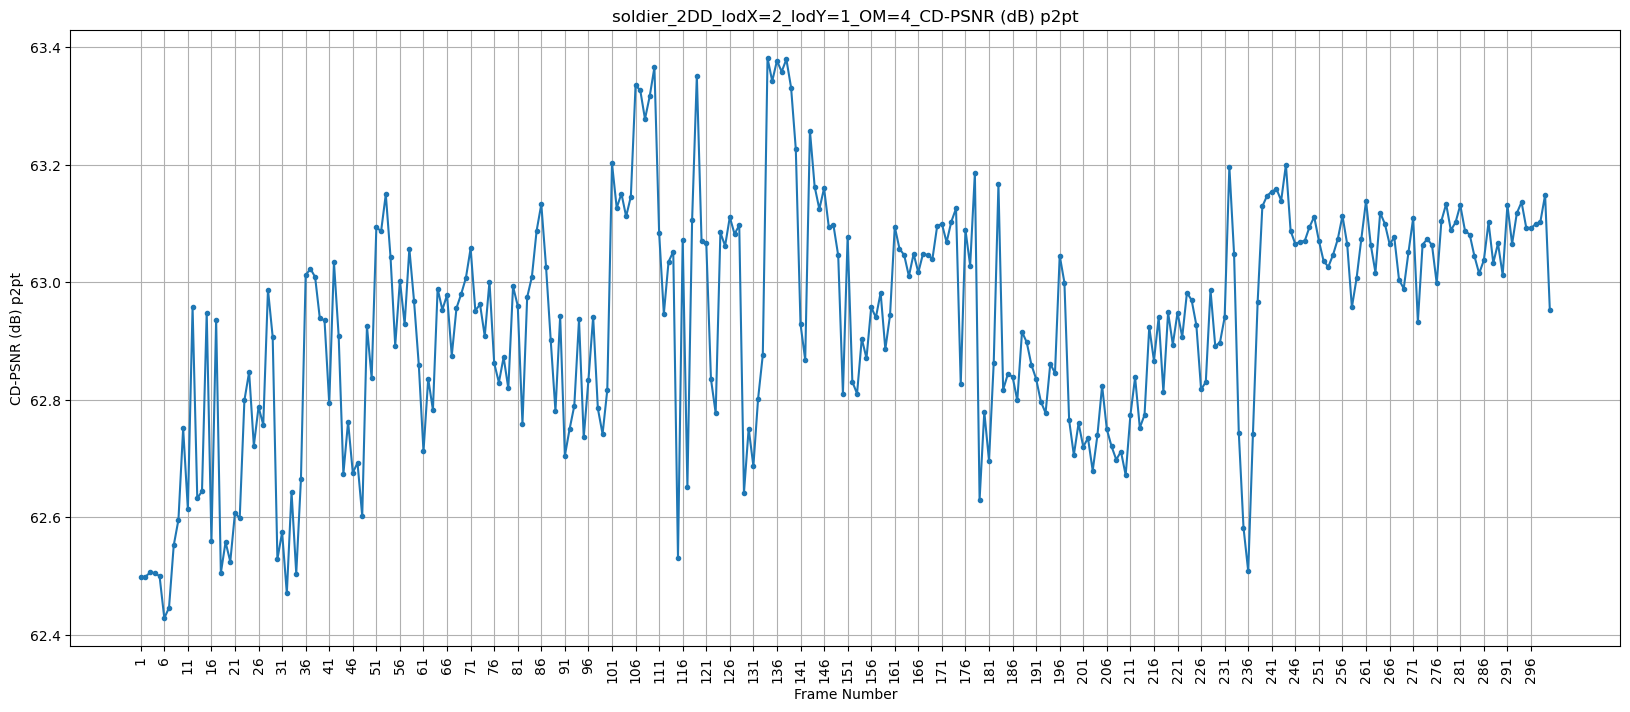 soldier_2DD_lodX=2_lodY=1_OM=4_CD-PSNR (dB) p2pt
CD-PSNR (dB) p2pt
63.4
63.2
63.0
62.8
62.6
62.4
1 6 11 16 21 26 31 36 41 46 51 56 61 66 71 76 81 86 91 96 101 106 111 116 121 126 131 136 141 146 151 156 161 166 171 176 181 186 191 196 201 206 211 216 221 226 231 236 241 246 251 256 261 266 271 276 281 286 291 296
Frame Number